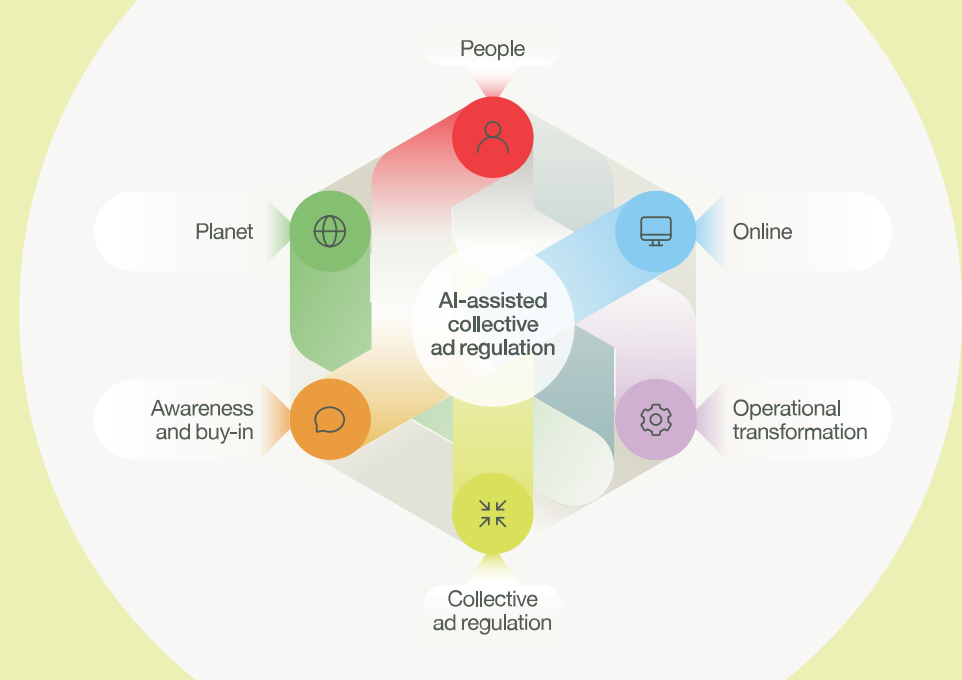 People
Planet
Online
AI-assisted
collective
ad regulation
Awareness
and buy-in
Operational
transformation
Collective
ad regulation